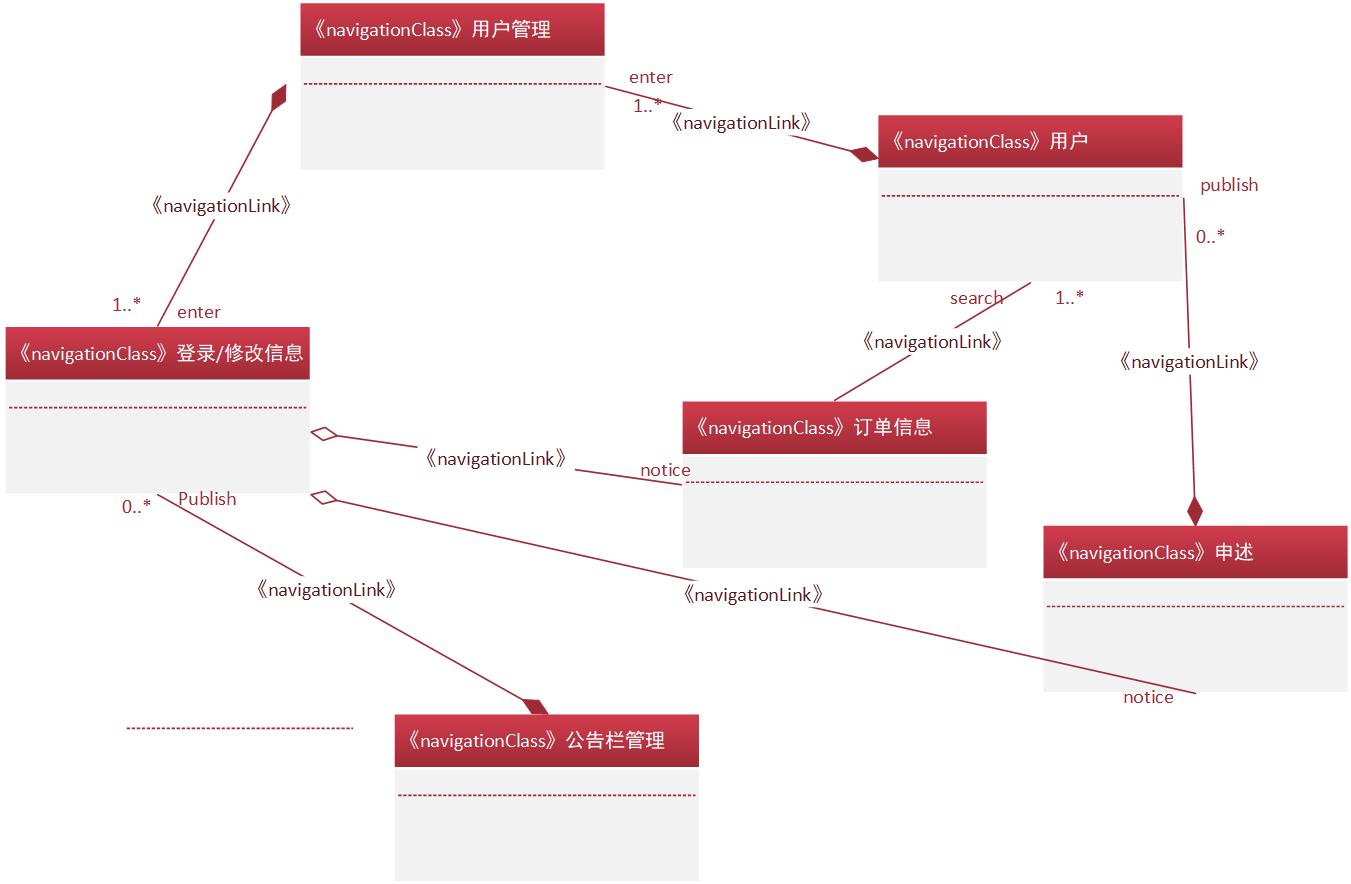 《navigationClass》用户管理
enter
1..*
《navigationLink》
《navigationClass》用户
publish
0..*
《navigationLink》
1..*
enter
search
1..*
《navigationLink》
《navigationLink》
《navigationClass》登录/修改信息
《navigationClass》订单信息
《navigationLink》
notice
0..*
Publish
《navigationClass》申述
《navigationLink》
《navigationLink》
notice
《navigationClass》公告栏管理